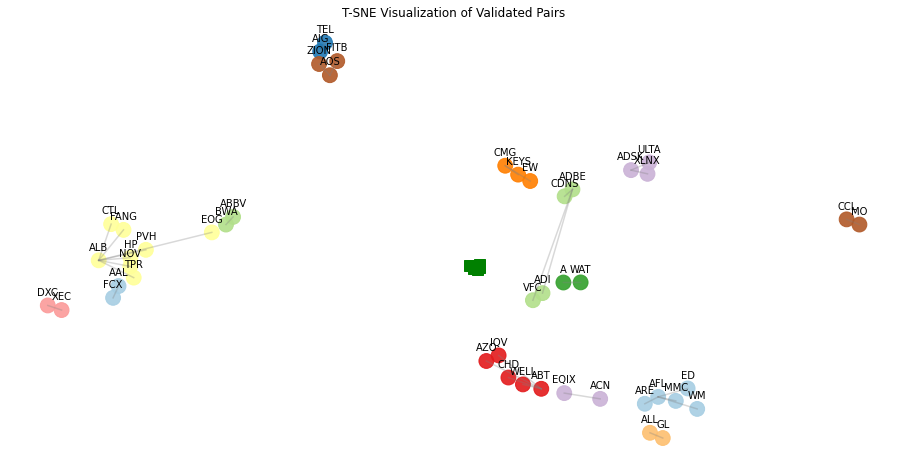 T-SNE Visualization of Validated Pairs
TEL
AIG
FITB
ZION
AOS
CMG
KEYS
EW
ADBE
CDNS
ULTA
ADSK
XLNX
CCL
MO
ABBV
BWA
EOG
CTL
FANG
PVH
HP
ALB
NOV
TPR
AAL
FCX
DXC
XEC
A
WAT
ADI
VFC
IQV
AZO
CHD
WELL
ABT
EQIX
ACN
ED
AFL
MMC
ARE
WM
ALL
GL